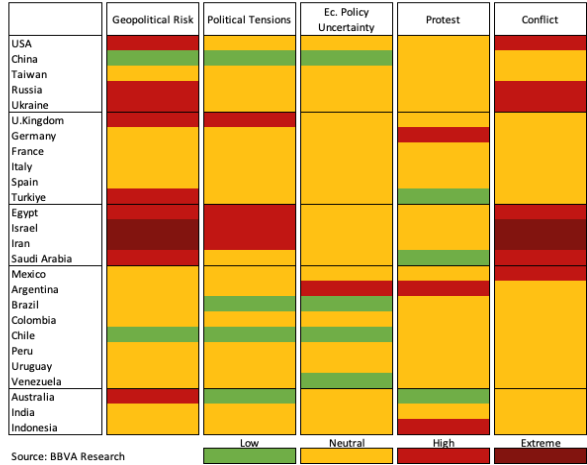 Geopolitical Risk Political Tensions Ec. Policy Uncertainty Protest Conflict
USA
China
Taiwan
Russia
Ukraine
U.Kingdom
Germany
France
Italy
Spain
Turkiye
Egypt
Israel
Iran
Saudi Arabia
Mexico
Argentina
Brazil
Colombia
Chile
Peru
Uruguay
Venezuela
Australia
India
Indonesia
Low Neutral High Extreme
Source: BBVA Research